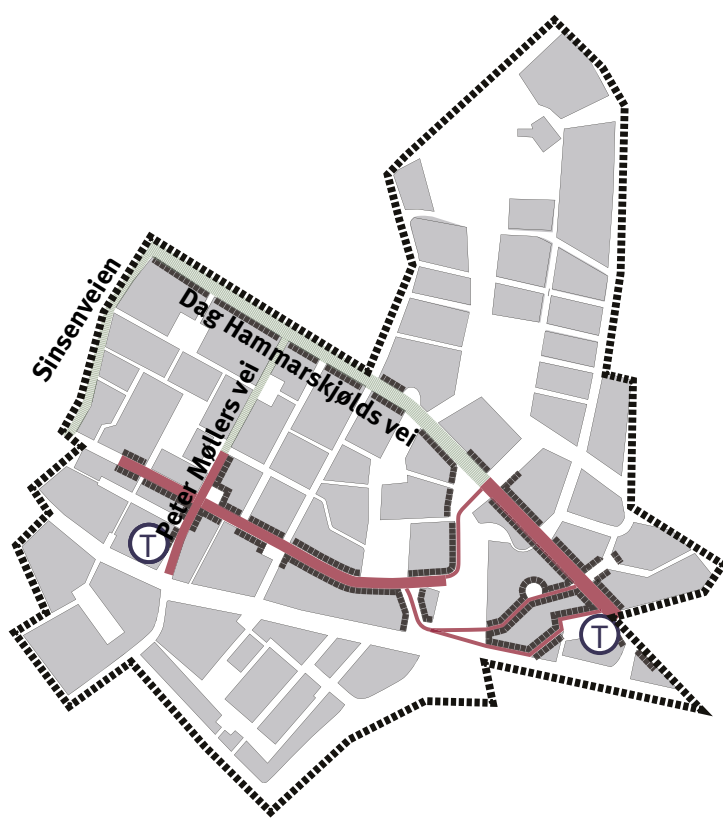 Sinsenveien
Dag Hammarskjølds vei
Peter Møllers vei
T
T